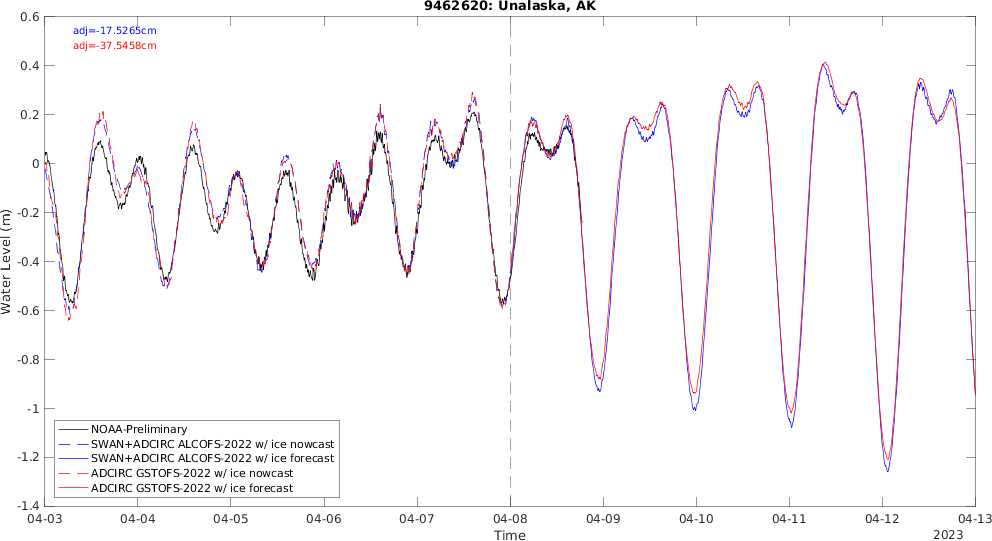 9462620: Unalaska, AK
adj=-17.5265cm
adj=-37.5458cm
0.6
0.4
0.2
0
-0.2
-0.4
-0.6
-0.8
-1
-1.2
-1.4
Water Level (m)
NOAA-Preliminary
SWAN+ADCIRC ALCOFS-2022 w/ ice nowcast
SWAN+ADCIRC ALCOFS-2022 w/ ice forecast
ADCIRC GSTOFS-2022 w/ ice nowcast
ADCIRC GSTOFS-2022 w/ ice forecast
04-03 04-04 04-05 04-06 04-07 04-08 04-09 04-10 04-11 04-12 04-13
Time
2023